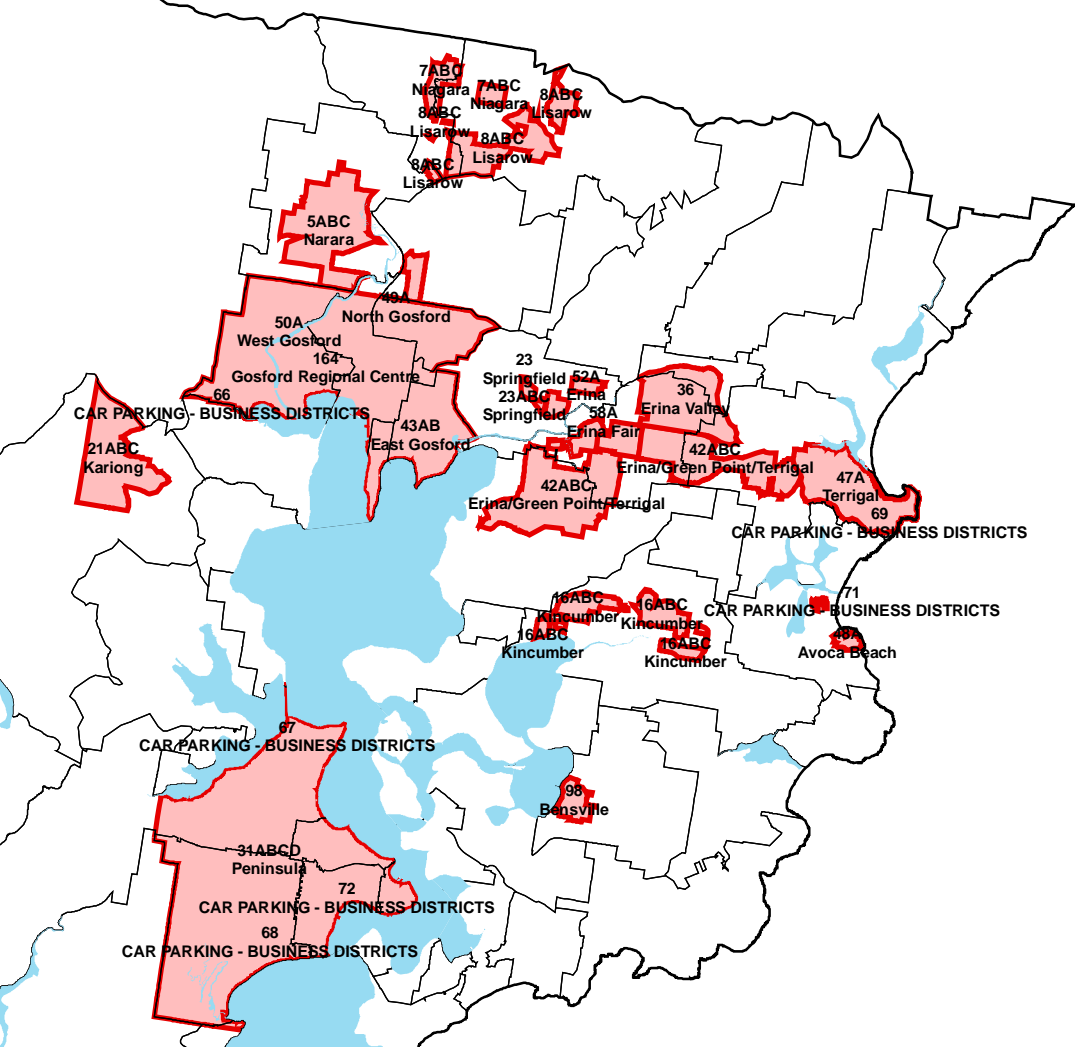 7ABC
Niagara
7ABC
Niagara
8ABC
Lisarow
8ABC
Lisarow
8ABC
Lisarow
8ABC
Lisarow
5ABC
Narara
49A
North Gosford
50A
West Gosford
164
Gosford Regional Centre
66
CAR PARKING - BUSINESS DISTRICTS
43AB
East Gosford
21ABC
Kariong
23
Springfield
23ABC
Springfield
52A
Erina
58A
Erina Fair
36
Erina Valley
42ABC
Erina/Green Point/Terrigal
42ABC
Erina/Green Point/Terrigal
47A
Terrigal
69
CAR PARKING - BUSINESS DISTRICTS
71
CAR PARKING - BUSINESS DISTRICTS
48A
Avoca Beach
16ABC
Kincumber
16ABC
Kincumber
16ABC
Kincumber
16ABC
Kincumber
67
CAR PARKING - BUSINESS DISTRICTS
98
Bensville
31ABCD
Peninsula
72
CAR PARKING - BUSINESS DISTRICTS
68
CAR PARKING - BUSINESS DISTRICTS